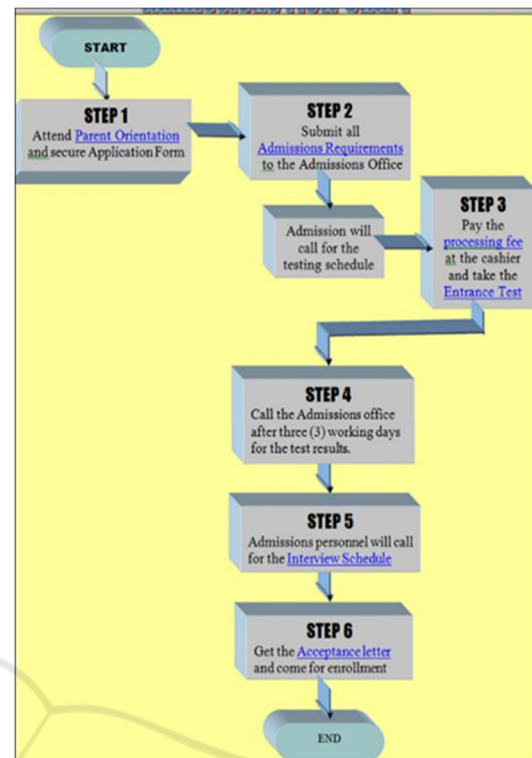 START
STEP 1
Attend Parent Orientation
and secure Application Form
STEP 2
Submit all
Admissions Requirements
to the Admissions Office
Admission will
call for the
testing schedule
STEP 3
Pay the
processing fee
at the cashier
and take the
Entrance Test
STEP 4
Call the Admissions office
after three (3) working days
for the test results.
STEP 5
Admissions personnel will call
for the Interview Schedule
STEP 6
Get the Acceptance letter
and come for enrollment
END